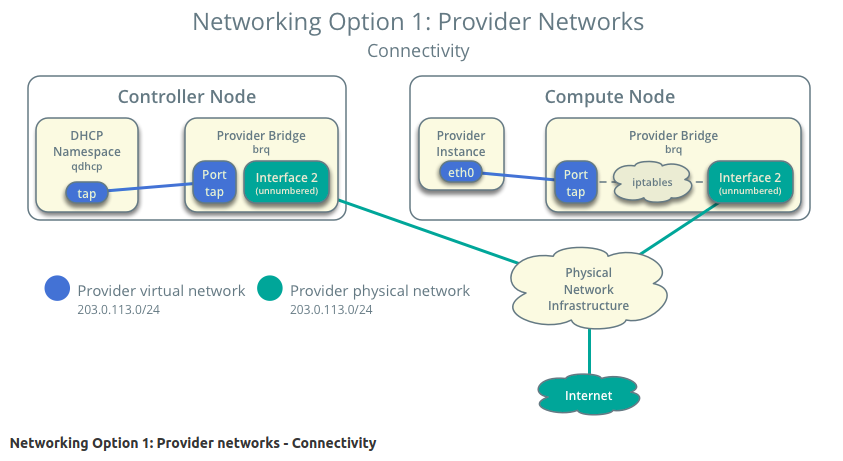 Networking Option 1: Provider Networks
Connectivity
Controller Node
DHCP
Namespace
qdhcp
tap
Provider Bridge
brq
Port
tap
Interface 2
(unnumbered)
Compute Node
Provider
Instance
eth0
Provider Bridge
brq
Port
tap
iptables
Interface 2
(unnumbered)
Physical
Network
Infrastructure
Internet
Provider virtual network
203.0.113.0/24
Provider physical network
203.0.113.0/24
Networking Option 1: Provider networks - Connectivity